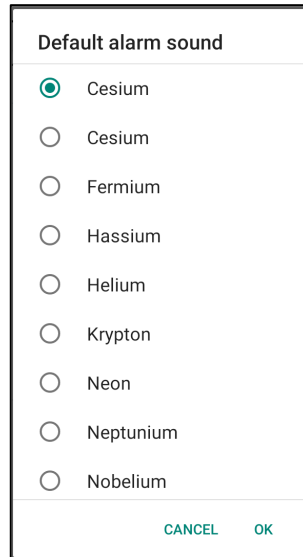 Default alarm sound
Cesium
Cesium
Fermium
Hassium
Helium
Krypton
Neon
Neptunium
Nobelium
CANCEL OK